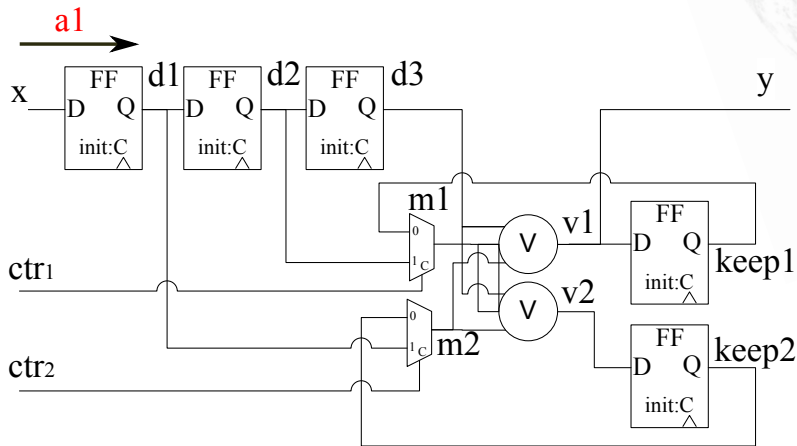 a1
x
FF
D Q
init:C
d1
FF
D Q
init:C
d2
FF
D Q
init:C
d3
y
m1
0
1
C
v
v1
FF
D Q
init:C
keep1
ctr1
v
v2
0
1
C
m2
FF
D Q
init:C
keep2
ctr2